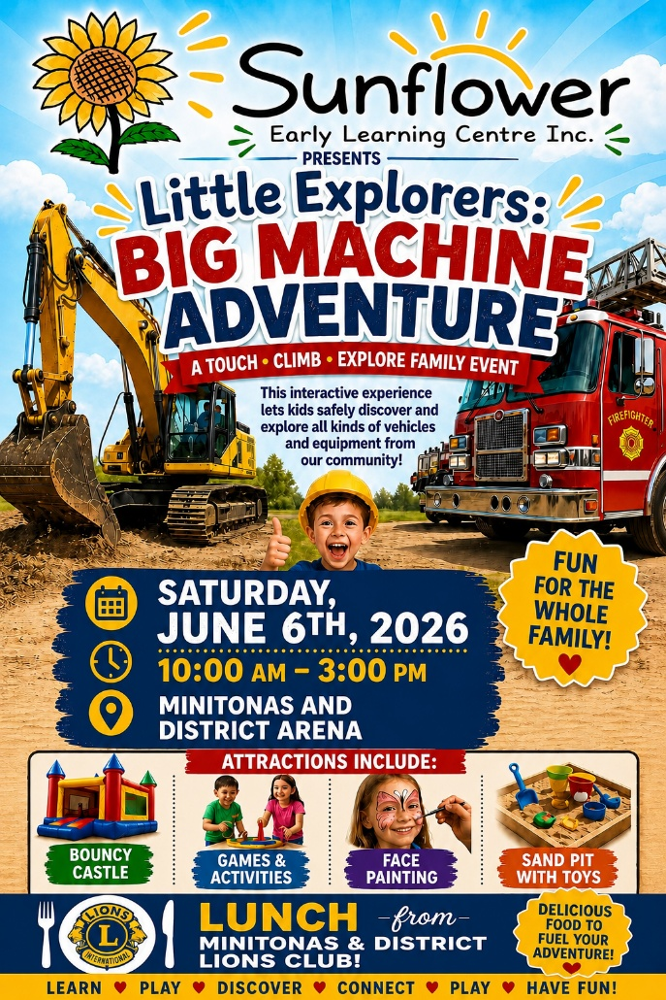 Sunflower
Early Learning Centre Inc.
PRESENTS
Little Explorers:
BIG MACHINE
ADVENTURE
A TOUCH • CLIMB • EXPLORE FAMILY EVENT
This interactive experience
lets kids safely discover and
explore all kinds of vehicles
and equipment from
our community!
FIREFIGHTER
SATURDAY,
JUNE 6TH, 2026
10:00 AM – 3:00 PM
MINITONAS AND
DISTRICT ARENA
FUN
FOR THE
WHOLE
FAMILY!
ATTRACTIONS INCLUDE:
BOUNCY
CASTLE
GAMES &
ACTIVITIES
FACE
PAINTING
SAND PIT
WITH TOYS
LIONS
L
INTERNATIONAL
LUNCH -from-
MINITONAS & DISTRICT
LIONS CLUB!
DELICIOUS
FOOD TO
FUEL YOUR
ADVENTURE!
LEARN ♥ PLAY ♥ DISCOVER ♥ CONNECT ♥ PLAY ♥ HAVE FUN!